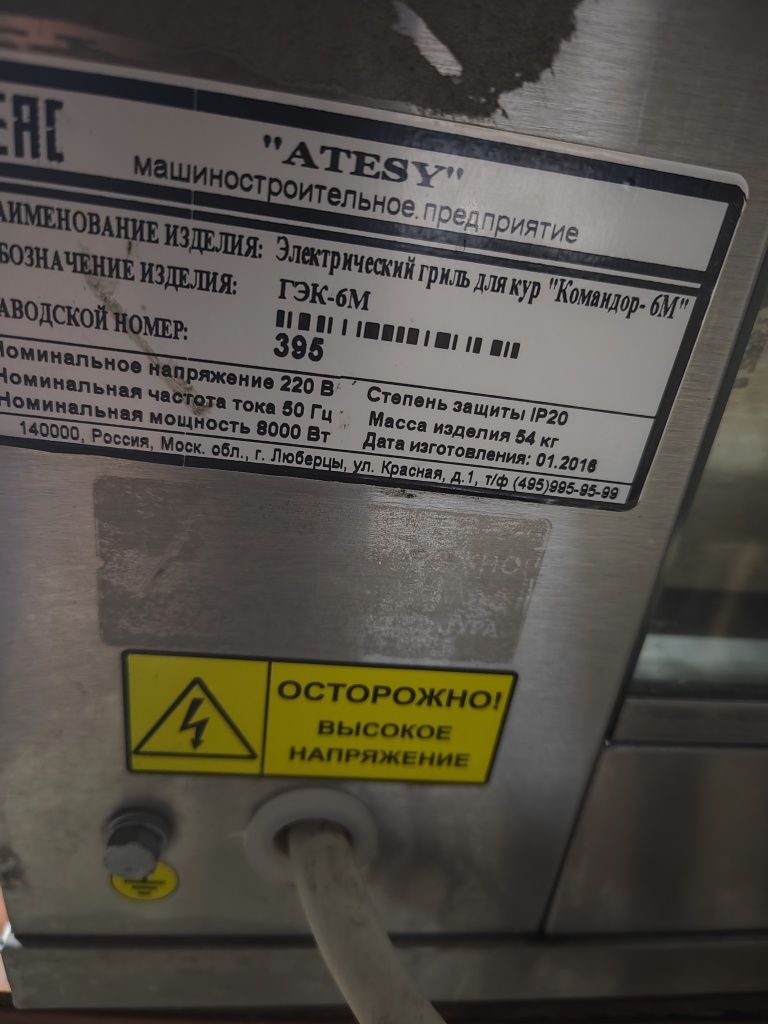 ЕАС
"ATESY"
машиностроительное предприятие
АИМЕНОВАНИЕ ИЗДЕЛИЯ: Электрический гриль для кур "Командор- 6М"
БОЗНАЧЕНИЕ ИЗДЕЛИЯ: ГЭК-6М
АВОДСКОЙ НОМЕР:
395
Номинальное напряжение 220 В Степень защиты IP20
Номинальная частота тока 50 Гц Масса изделия 54 кг
Номинальная мощность 8000 Вт Дата изготовления: 01.2016
140000, Россия, Моск. обл., г. Люберцы, ул. Красная, д.1, т/ф (495)995-95-99
ОСТОРОЖНО!
ВЫСОКОЕ
НАПРЯЖЕНИЕ